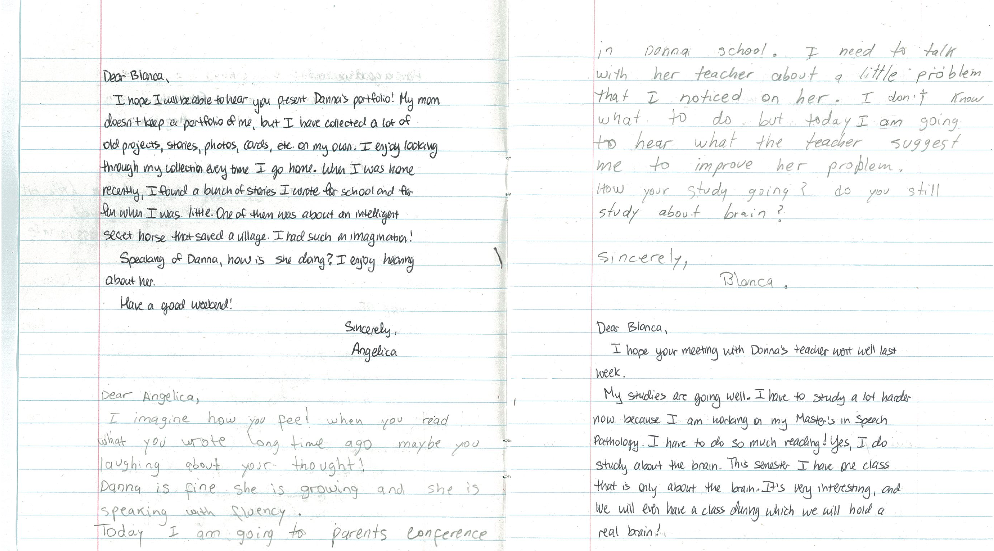 Dear Blanca,
I hope I will be able to hear you present Danna's portfolio! My mom
doesn't keep a portfolio of me, but I have collected a lot of
old projects, stories, photos, cards, etc. on my own. I enjoy looking
through my collection every time I go home. When I was home
recently, I found a bunch of stories I wrote for school and for
fun when I was little. One of them was about an intelligent
secret horse that saved a village. I had such an imagination!
Speaking of Danna, how is she doing? I enjoy hearing
about her.
Have a good weekend!
Sincerely,
Angelica
Dear Angelica,
I imagine how you feel when you read
what you wrote long time ago maybe you
laughing about your thought!
Danna is fine she is growing and she is
speaking with fluency.
Today I am going to parents conference
in Danna school. I need to talk
with her teacher about a little problem
that I noticed on her. I don't know
what to do but today I am going
to hear what the teacher suggest
me to improve her problem.
How your study going? do you still
study about brain?
Sincerely,
Blanca.
Dear Blanca,
I hope your meeting with Danna's teacher went well last
week.
My studies are going well. I have to study a lot harder
now because I am working on my Master's in Speech
Pathology. I have to do so much reading! Yes, I do
study about the brain. This semester I have one class
that is only about the brain. It's very interesting, and
we will even have a class during which we will hold a
real brain!